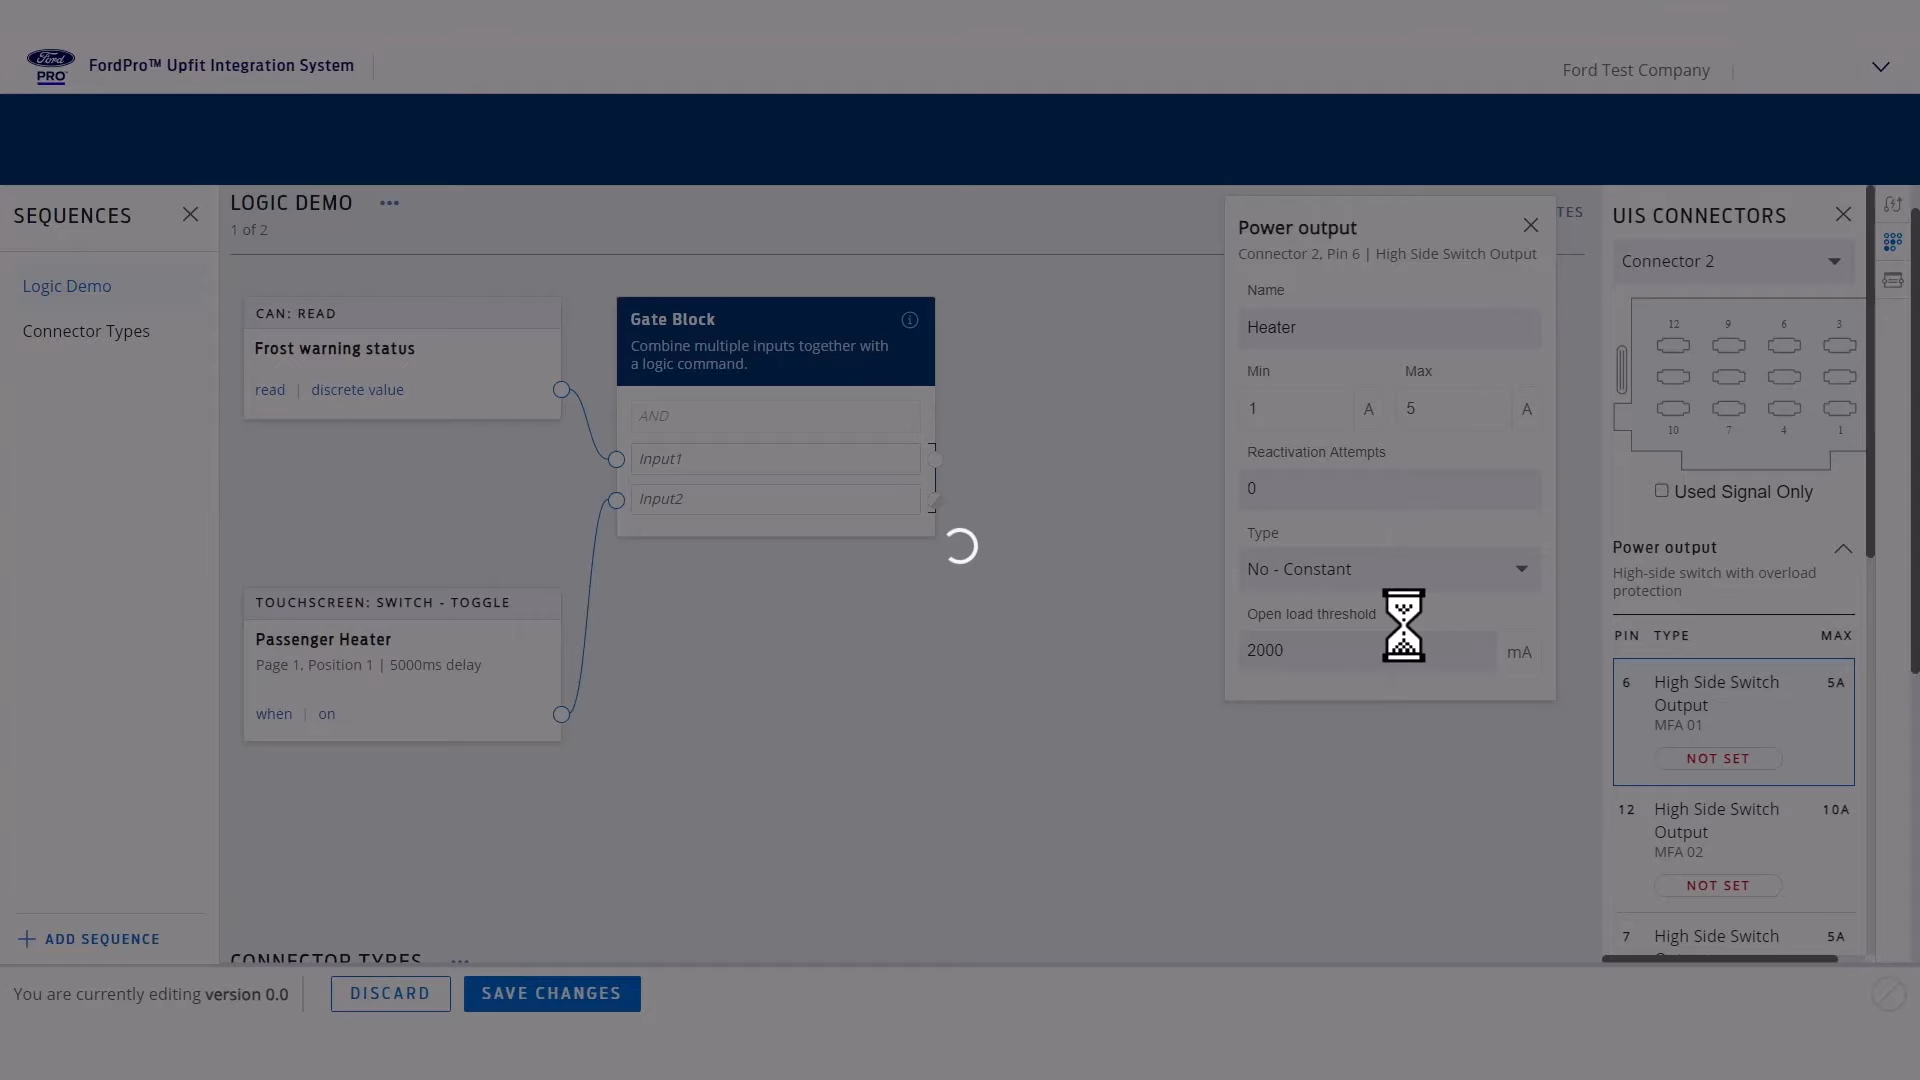 Ford
PRO
FordPro™ Upfit Integration System
Ford Test Company
SEQUENCES
Logic Demo
Connector Types
ADD SEQUENCE
LOGIC DEMO
1 of 2
CAN: READ
Frost warning status
read | discrete value
TOUCHSCREEN: SWITCH - TOGGLE
Passenger Heater
Page 1, Position 1 | 5000ms delay
when | on
Gate Block
Combine multiple inputs together with
a logic command.
AND
Input1
Input2
CONNECTOR TYPES
TES
Power output
Connector 2, Pin 6 | High Side Switch Output
Name
Heater
Min Max
1 A 5 A
Reactivation Attempts
0
Type
No - Constant
Open load threshold
2000 mA
UIS CONNECTORS
Connector 2
12 9 6 3
10 7 4 1
Used Signal Only
Power output
High-side switch with overload
protection
PIN TYPE MAX
6 High Side Switch 5A
Output
MFA 01
NOT SET
12 High Side Switch 10A
Output
MFA 02
NOT SET
7 High Side Switch 5A
You are currently editing version 0.0
DISCARD
SAVE CHANGES